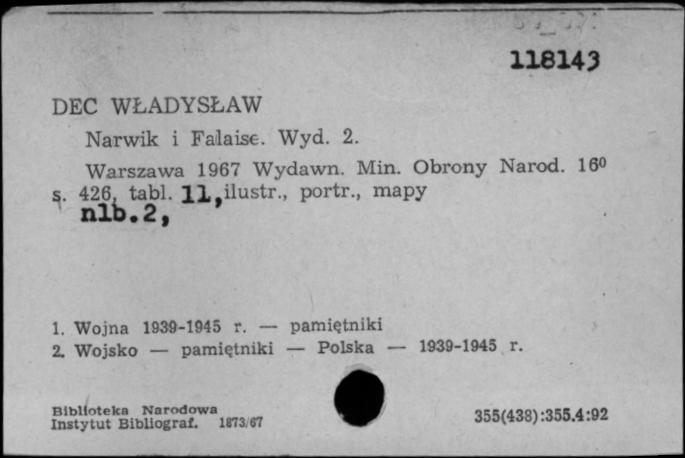 118143
DEC WŁADYSŁAW
Narwik i Falaise. Wyd. 2.
Warszawa 1967 Wydawn. Min. Obrony Narod. 16⁰
s. 426, tabl. 11, ilustr., portr., mapy
nlb. 2,
1. Wojna 1939-1945 r. — pamiętniki
2. Wojsko — pamiętniki — Polska — 1939-1945 r.
Biblioteka Narodowa
Instytut Bibliograf. 1873/67
355(438):355.4:92